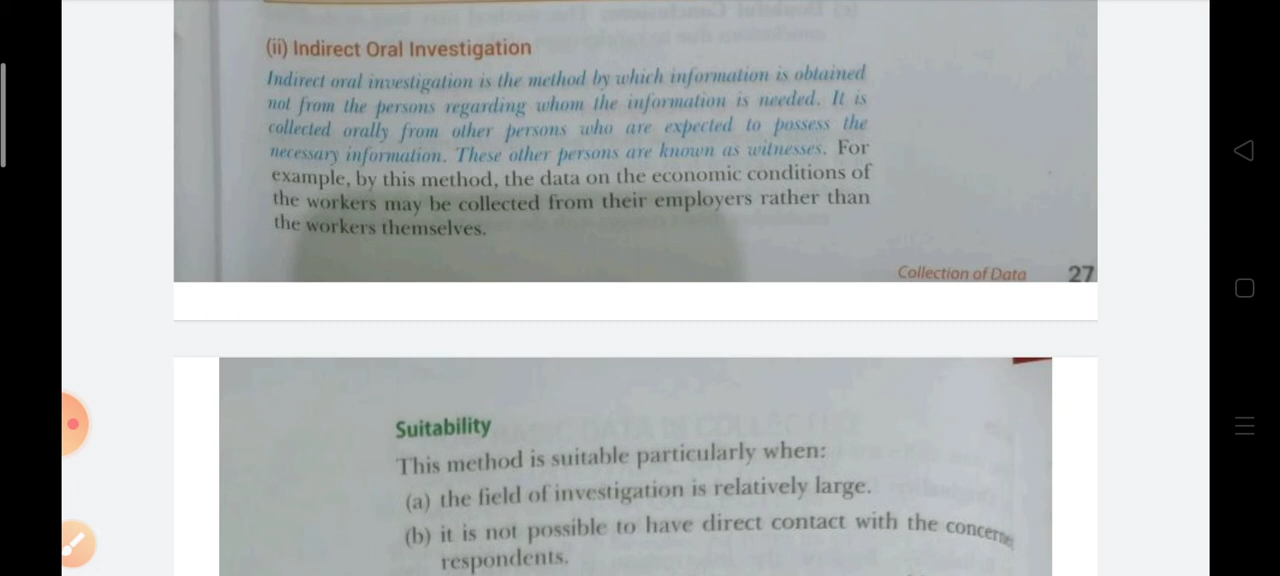 (ii) Indirect Oral Investigation
Indirect oral investigation is the method by which information is obtained
not from the persons regarding whom the information is needed. It is
collected orally from other persons who are expected to possess the
necessary information. These other persons are known as witnesses. For
example, by this method, the data on the economic conditions of
the workers may be collected from their employers rather than
the workers themselves.
Collection of Data 27
Suitability
This method is suitable particularly when:
(a) the field of investigation is relatively large.
(b) it is not possible to have direct contact with the concerne
respondents.